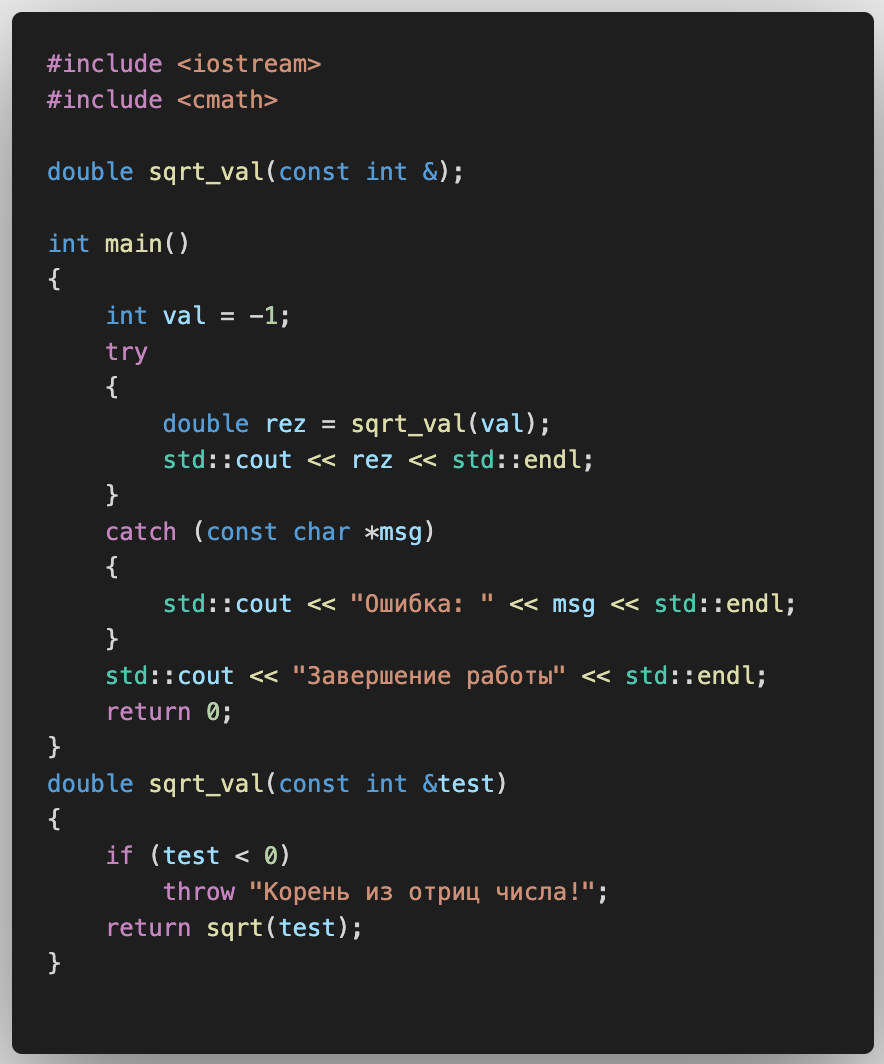 #include <iostream>
#include <cmath>

double sqrt_val(const int &);

int main()
{
    int val = -1;
    try
    {
        double rez = sqrt_val(val);
        std::cout << rez << std::endl;
    }
    catch (const char *msg)
    {
        std::cout << "Ошибка: " << msg << std::endl;
    }
    std::cout << "Завершение работы" << std::endl;
    return 0;
}
double sqrt_val(const int &test)
{
    if (test < 0)
        throw "Корень из отриц числа!";
    return sqrt(test);
}